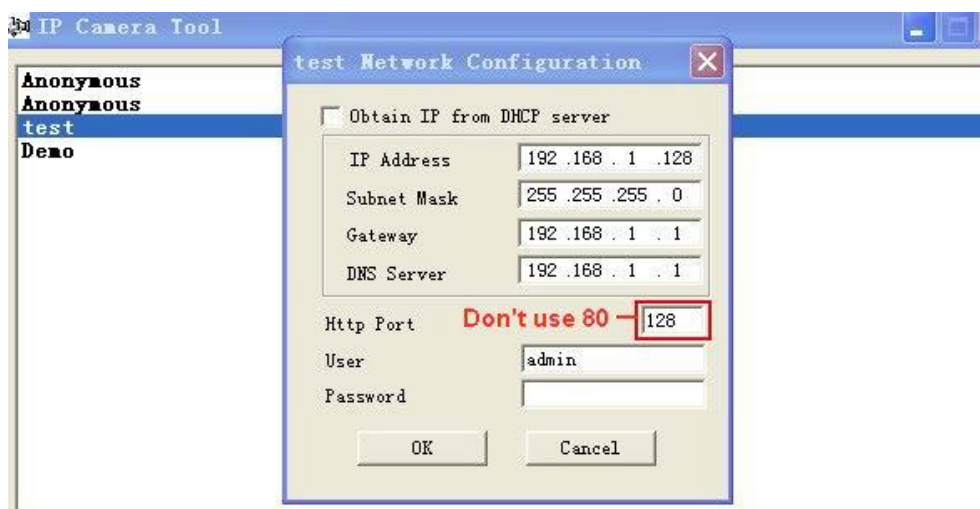 IP Camera Tool
Anonymous
Anonymous
test
Demo
test Network Configuration
Obtain IP from DHCP server
IP Address 192 .168 . 1 .128
Subnet Mask 255 .255 .255 . 0
Gateway 192 .168 . 1 . 1
DNS Server 192 .168 . 1 . 1
Http Port Don't use 80 128
User admin
Password
OK Cancel